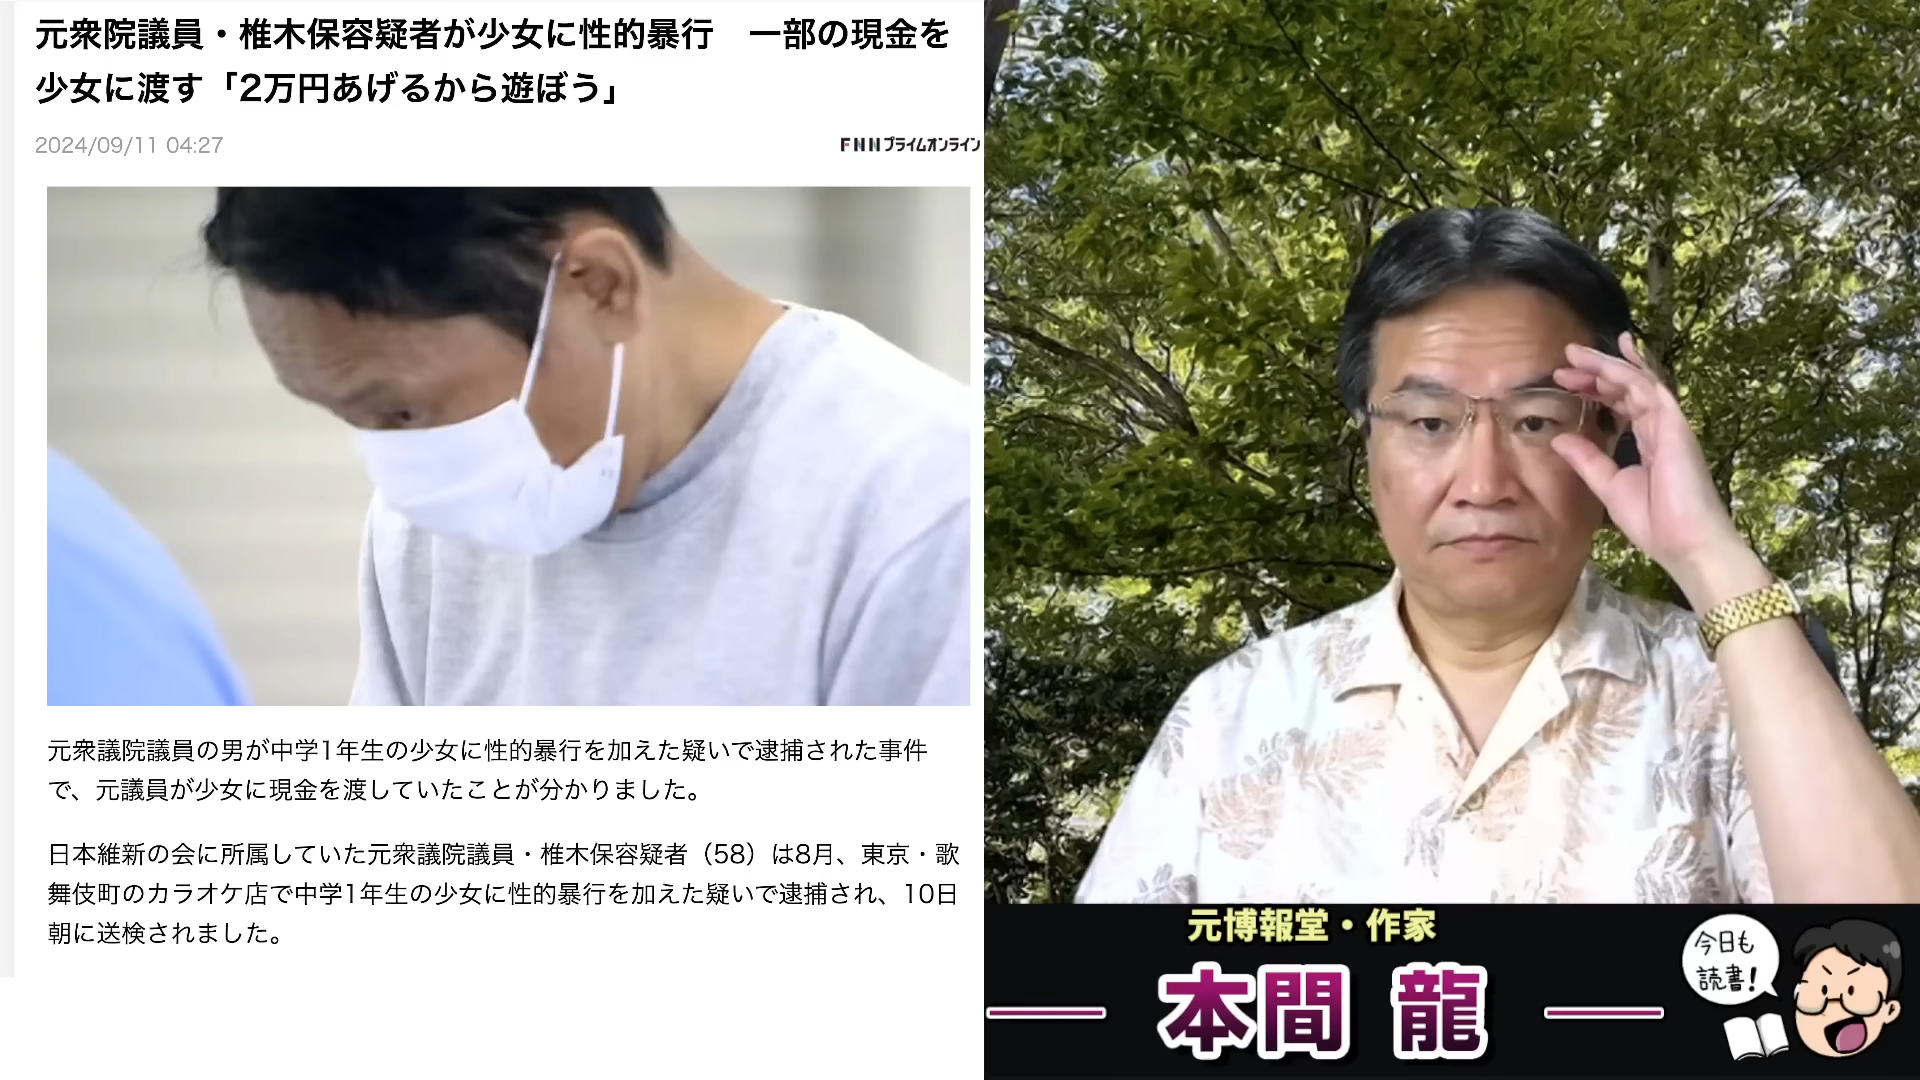 元衆院議員・椎木保容疑者が少女に性的暴行　一部の現金を
少女に渡す「2万円あげるから遊ぼう」
2024/09/11 04:27
FNNプライムオンライン
元衆議院議員の男が中学1年生の少女に性的暴行を加えた疑いで逮捕された事件
で、元議員が少女に現金を渡していたことが分かりました。
日本維新の会に所属していた元衆議院議員・椎木保容疑者（58）は8月、東京・歌
舞伎町のカラオケ店で中学1年生の少女に性的暴行を加えた疑いで逮捕され、10日
朝に送検されました。
元博報堂・作家
本間 龍
今日も
読書!